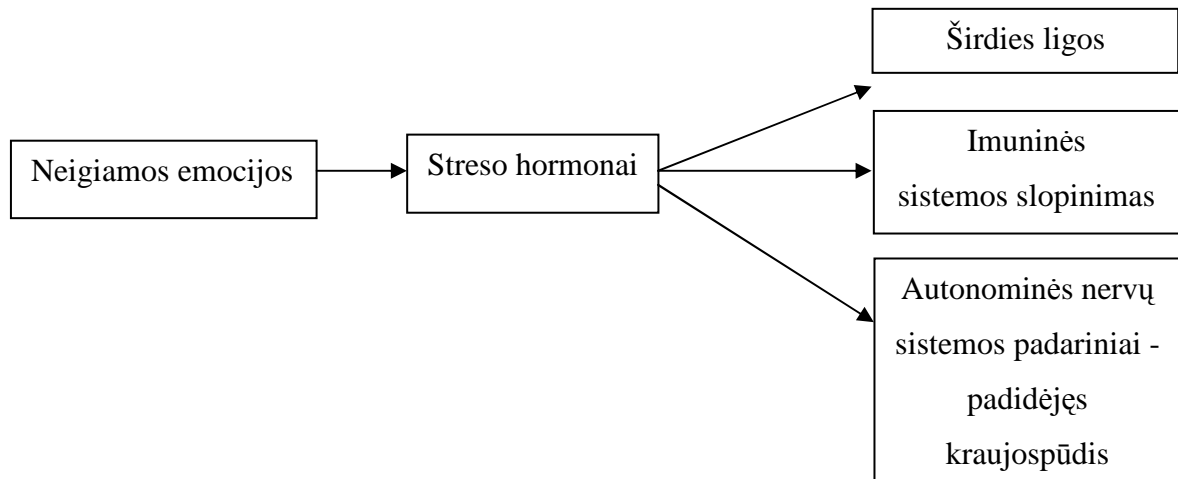 Neigiamos emocijos
Streso hormonai
Širdies ligos
Imuninės
sistemos slopinimas
Autonominės nervų
sistemos padariniai -
padidėjęs
kraujospūdis